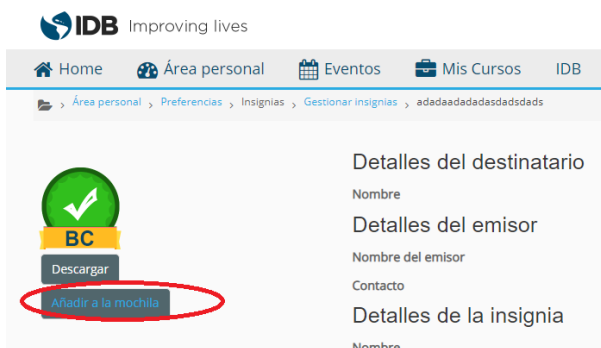 IDB Improving lives
Home Área personal Eventos Mis Cursos IDB
Área personal > Preferencias > Insignias > Gestionar insignias > adadaadadadasdadsdads
Detalles del destinatario
Nombre
Detalles del emisor
BC
Nombre del emisor
Descargar
Contacto
Añadir a la mochila
Detalles de la insignia
Nombre